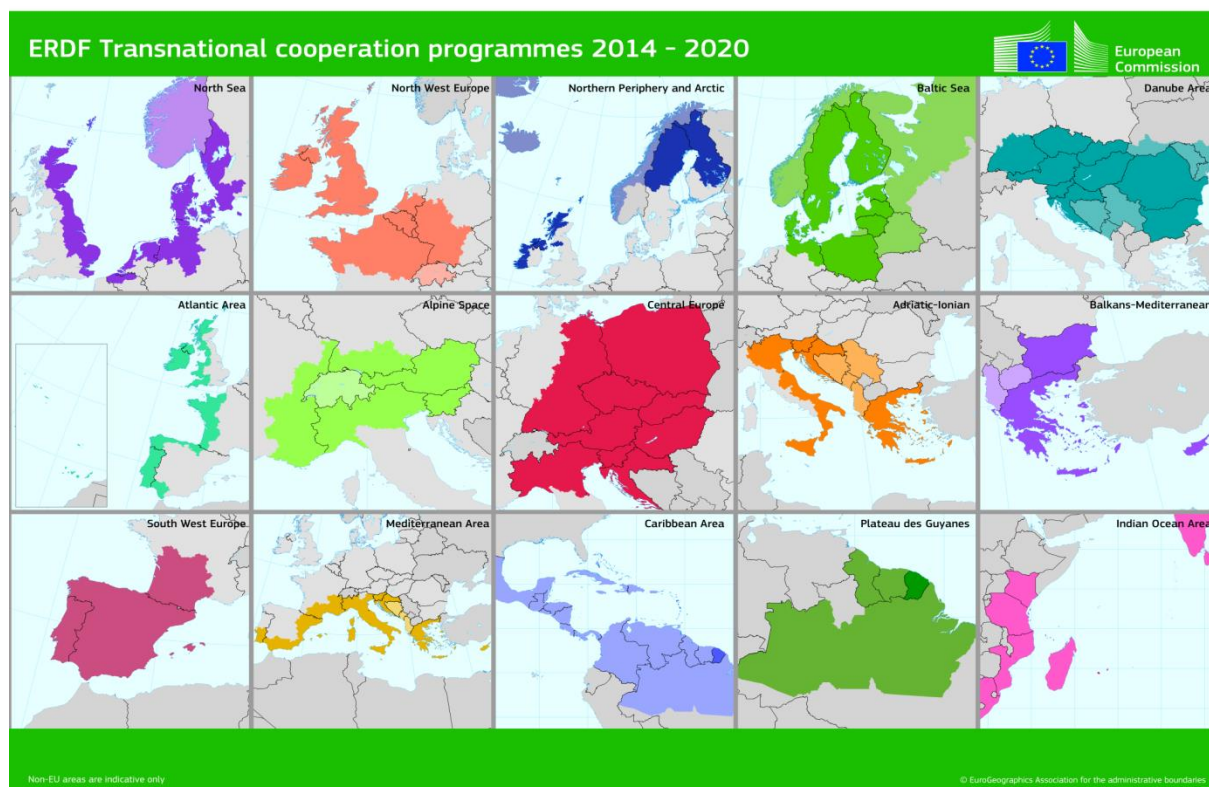 ERDF Transnational cooperation programmes 2014 - 2020
European
Commission
North Sea
North West Europe
Northern Periphery and Arctic
Baltic Sea
Danube Area
Atlantic Area
Alpine Space
Central Europe
Adriatic-Ionian
Balkans-Mediterranean
South West Europe
Mediterranean Area
Caribbean Area
Plateau des Guyanes
Indian Ocean Area
Non-EU areas are indicative only
© EuroGeographics Association for the administrative boundaries